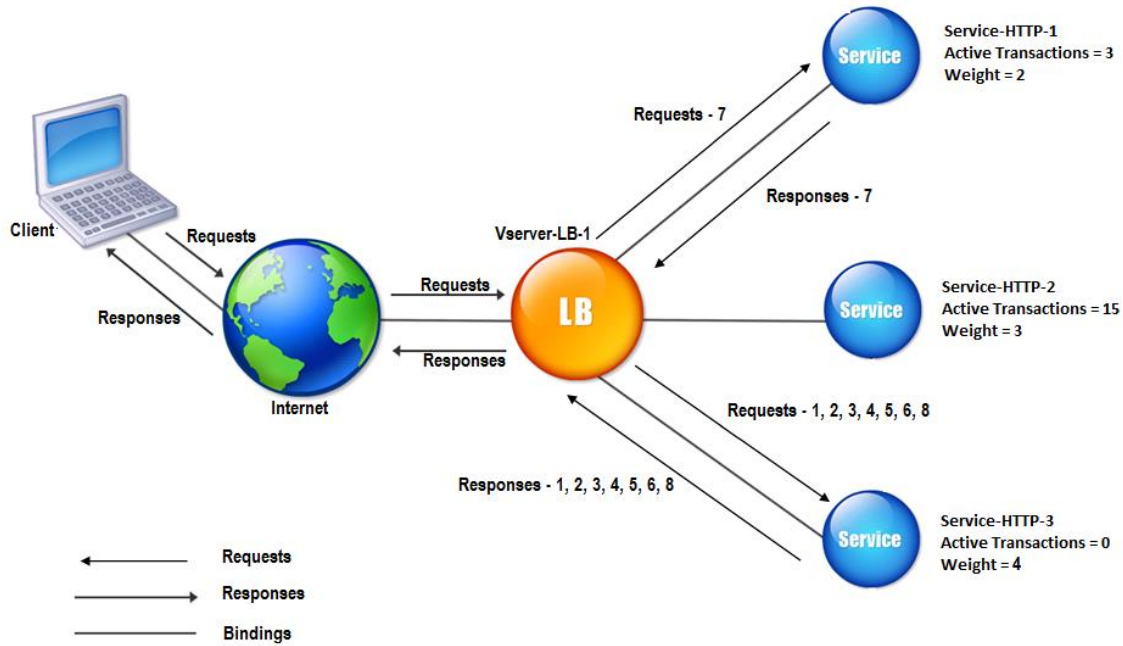 Service
Service-HTTP-1
Active Transactions = 3
Weight = 2
Requests - 7
Responses - 7
Client
Requests
Responses
Internet
Requests
Responses
Vserver-LB-1
LB
Service
Service-HTTP-2
Active Transactions = 15
Weight = 3
Requests - 1, 2, 3, 4, 5, 6, 8
Responses - 1, 2, 3, 4, 5, 6, 8
Service
Service-HTTP-3
Active Transactions = 0
Weight = 4
Requests
Responses
Bindings